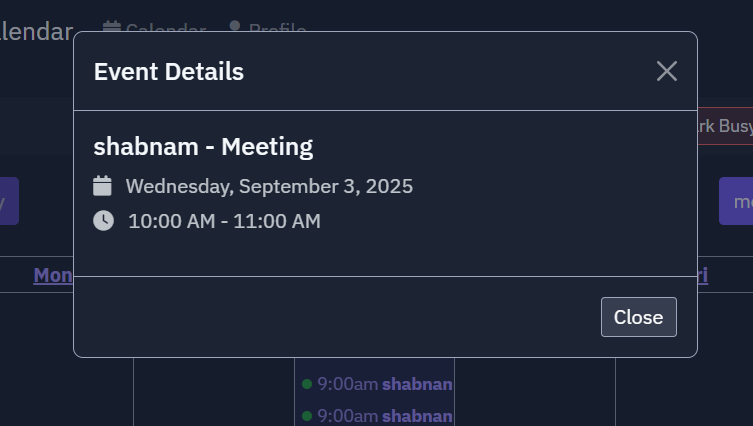 lendar Calendar Profile
Event Details
rk Busy
shabnam - Meeting
Wednesday, September 3, 2025
10:00 AM - 11:00 AM
Mon
ri
Close
9:00am shabnan
9:00am shabnan